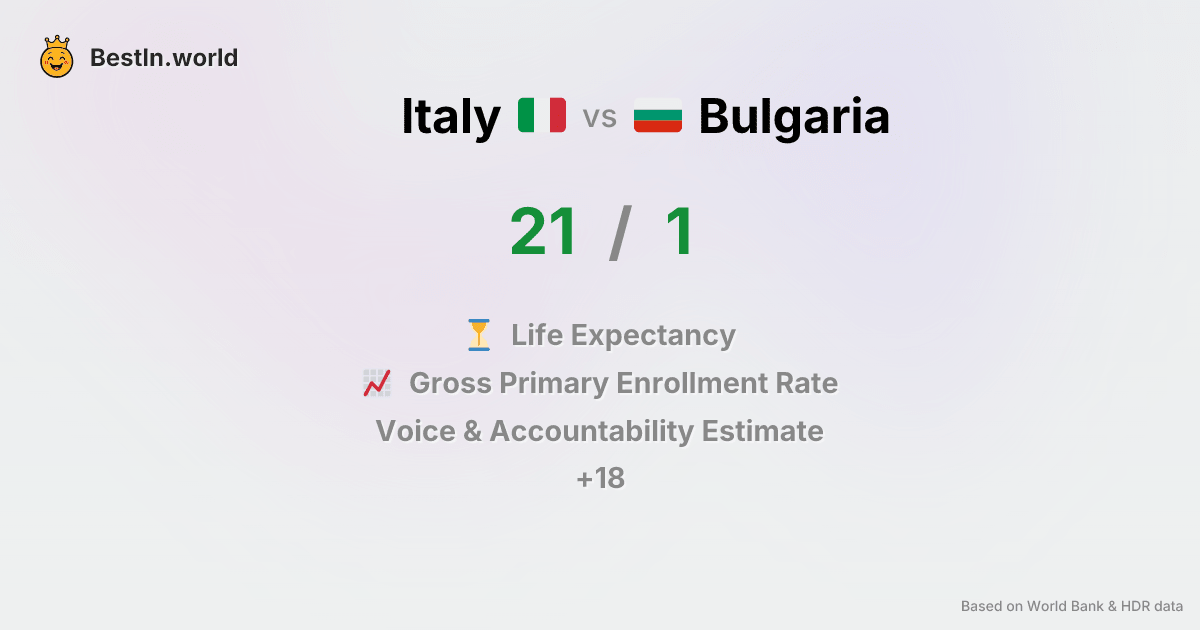 BestIn.world
Italy vs Bulgaria
21 / 1
Life Expectancy
Gross Primary Enrollment Rate
Voice & Accountability Estimate
+18
Based on World Bank & HDR data